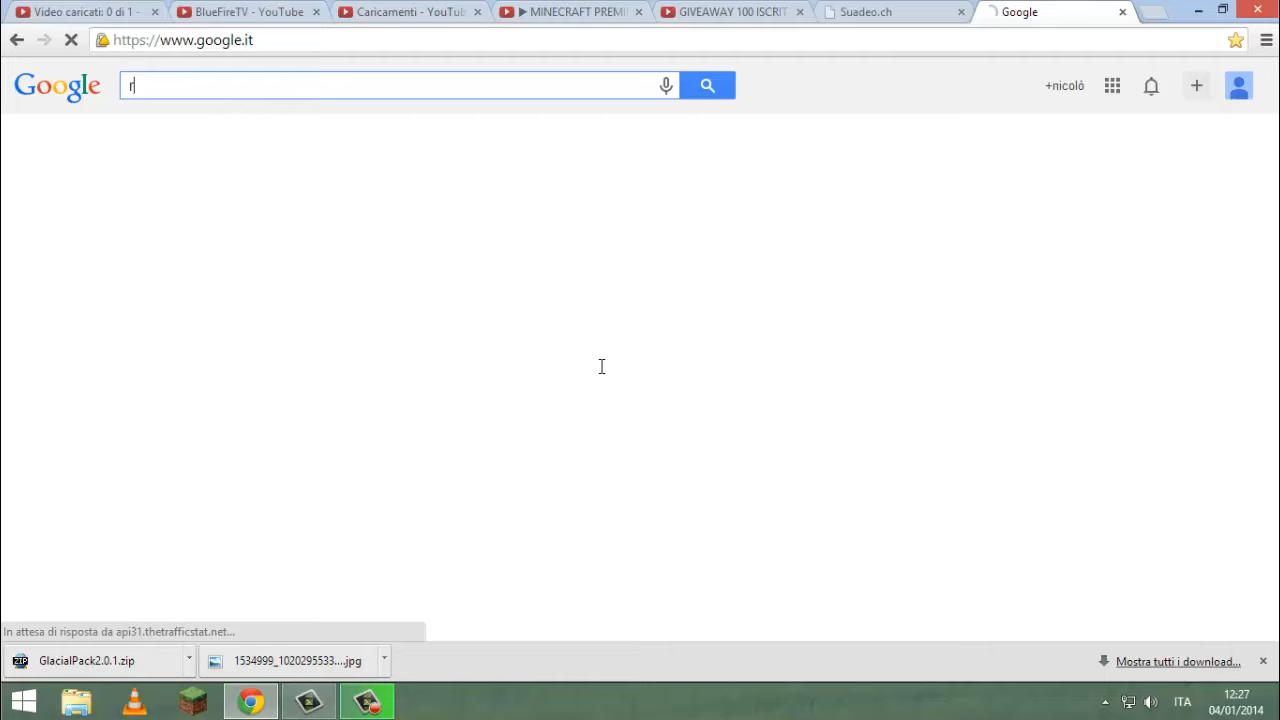 Video caricati: 0 di 1 -
BlueFireTV - YouTube
Caricamenti - YouTub
▶ MINECRAFT PREMI
GIVEAWAY 100 ISCRIT
Suadeo.ch
Google
https://www.google.it
Google
r
+nicolò
In attesa di risposta da api31.thetrafficstat.net...
ZIP
GlacialPack2.0.1.zip
1534999_1020295533....jpg
Mostra tutti i download...
ITA
12:27
04/01/2014